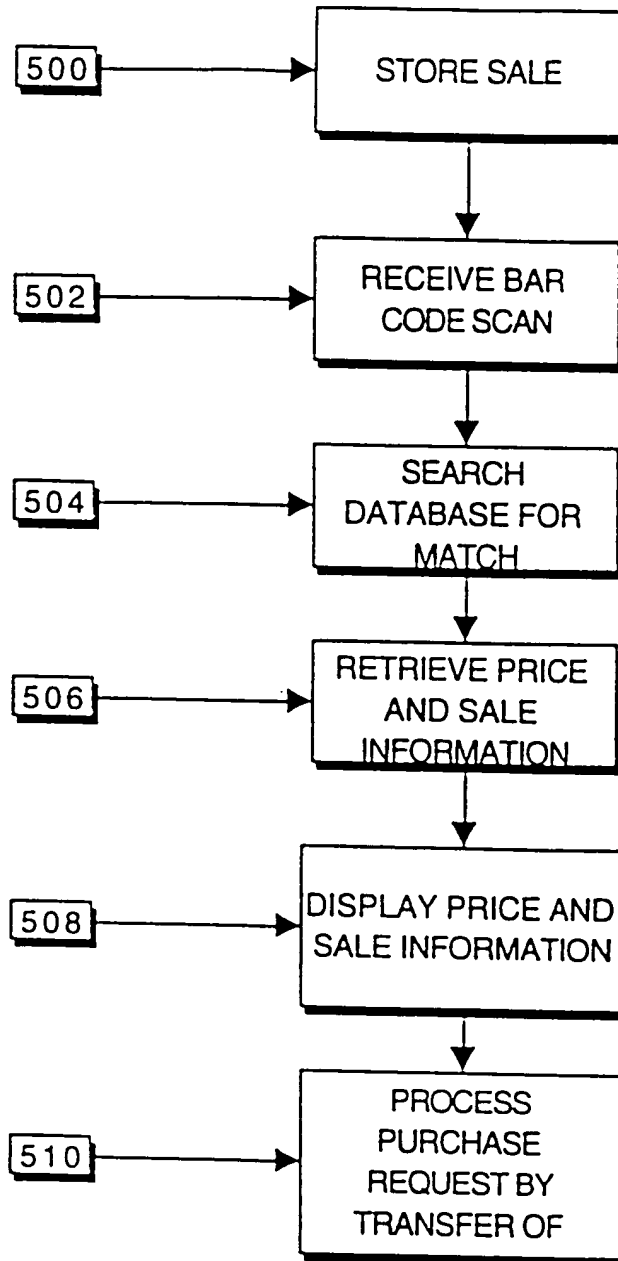 500
STORE SALE
502
RECEIVE BAR
CODE SCAN
504
SEARCH
DATABASE FOR
MATCH
506
RETRIEVE PRICE
AND SALE
INFORMATION
508
DISPLAY PRICE AND
SALE INFORMATION
510
PROCESS
PURCHASE
REQUEST BY
TRANSFER OF